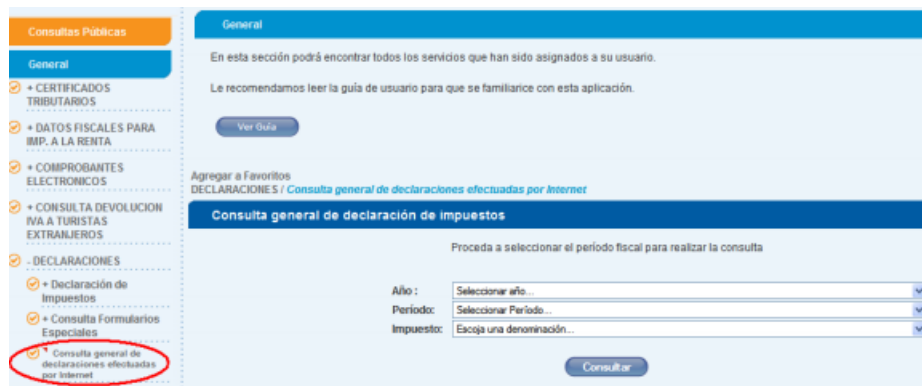 Consultas Públicas
General
+ CERTIFICADOS
TRIBUTARIOS
+ DATOS FISCALES PARA
IMP. A LA RENTA
+ COMPROBANTES
ELECTRONICOS
+ CONSULTA DEVOLUCION
IVA A TURISTAS
EXTRANJEROS
- DECLARACIONES
+ Declaración de
Impuestos
+ Consulta Formularios
Especiales
Consulta general de
declaraciones efectuadas
por Internet
General
En esta sección podrá encontrar todos los servicios que han sido asignados a su usuario.
Le recomendamos leer la guía de usuario para que se familiarice con esta aplicación.
Ver Guía
Agregar a Favoritos
DECLARACIONES / Consulta general de declaraciones efectuadas por Internet
Consulta general de declaración de impuestos
Proceda a seleccionar el período fiscal para realizar la consulta
Año : Seleccionar año...
Período: Seleccionar Período...
Impuesto: Escoja una denominación...
Consultar